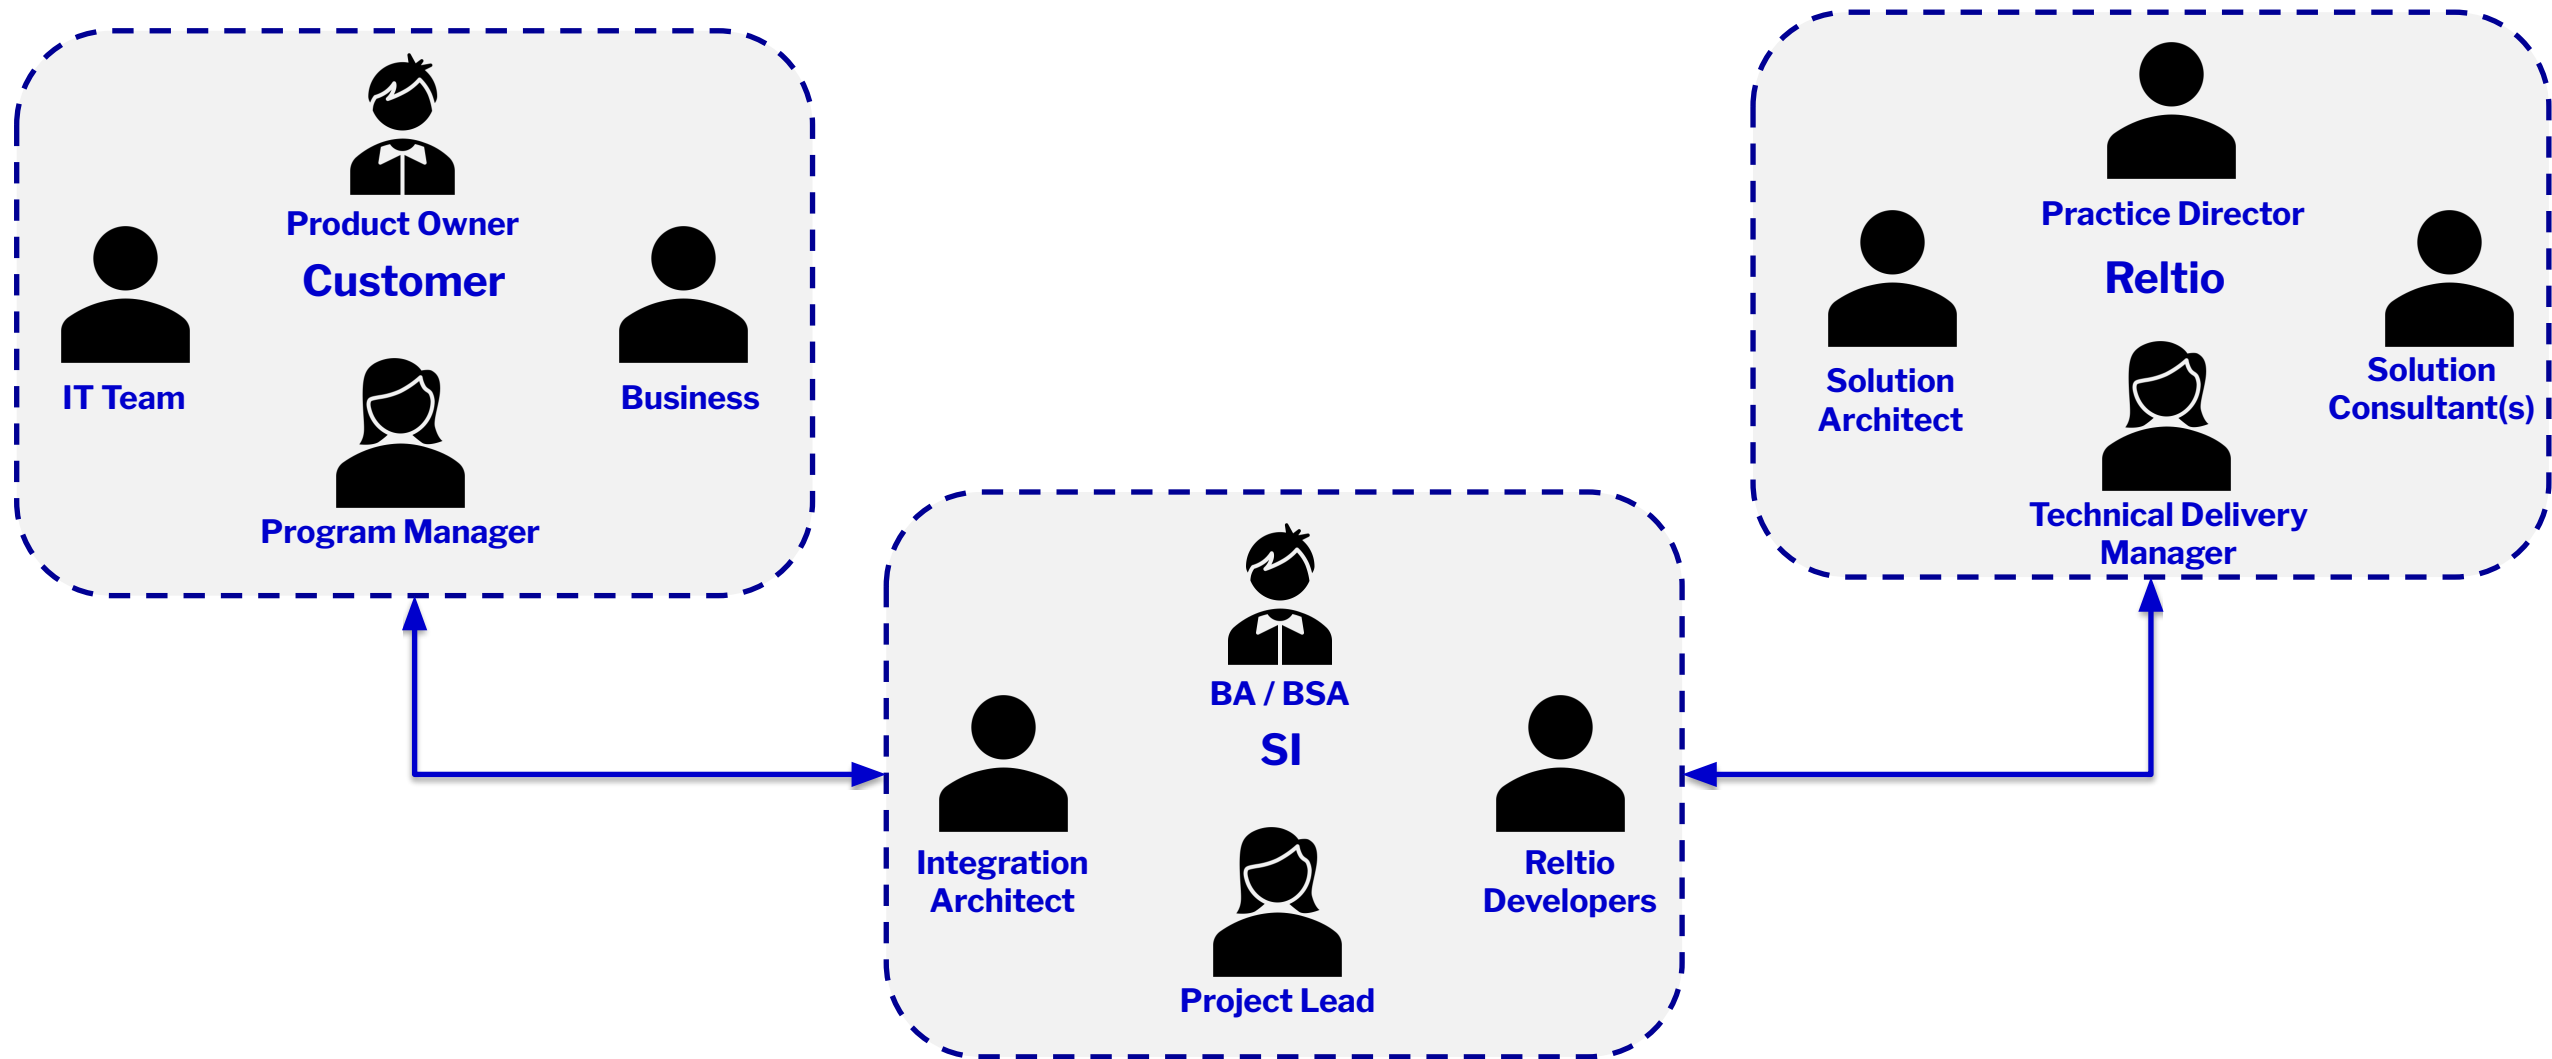 Product Owner
Customer
IT Team
Business
Program Manager
Practice Director
Reltio
Solution
Architect
Solution
Consultant(s)
Technical Delivery
Manager
BA / BSA
SI
Integration
Architect
Reltio
Developers
Project Lead